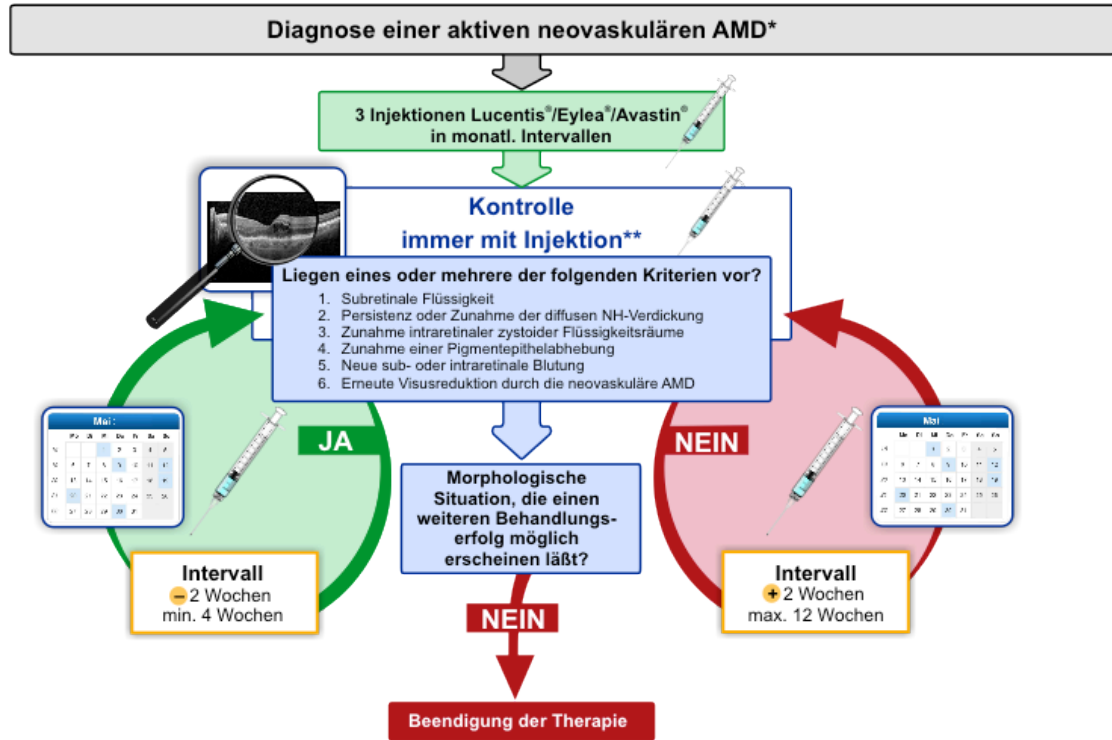 Diagnose einer aktiven neovaskulären AMD*
3 Injektionen Lucentis®/Eylea®/Avastin®
in monatl. Intervallen
Kontrolle
immer mit Injektion**
Liegen eines oder mehrere der folgenden Kriterien vor?
1. Subretinale Flüssigkeit
2. Persistenz oder Zunahme der diffusen NH-Verdickung
3. Zunahme intraretinaler zystoider Flüssigkeitsräume
4. Zunahme einer Pigmentepithelabhebung
5. Neue sub- oder intraretinale Blutung
6. Erneute Visusreduktion durch die neovaskuläre AMD
JA
Mai
Intervall
− 2 Wochen
min. 4 Wochen
Morphologische
Situation, die einen
weiteren Behandlungs-
erfolg möglich
erscheinen läßt?
NEIN
Beendigung der Therapie
NEIN
Mai
Intervall
+ 2 Wochen
max. 12 Wochen